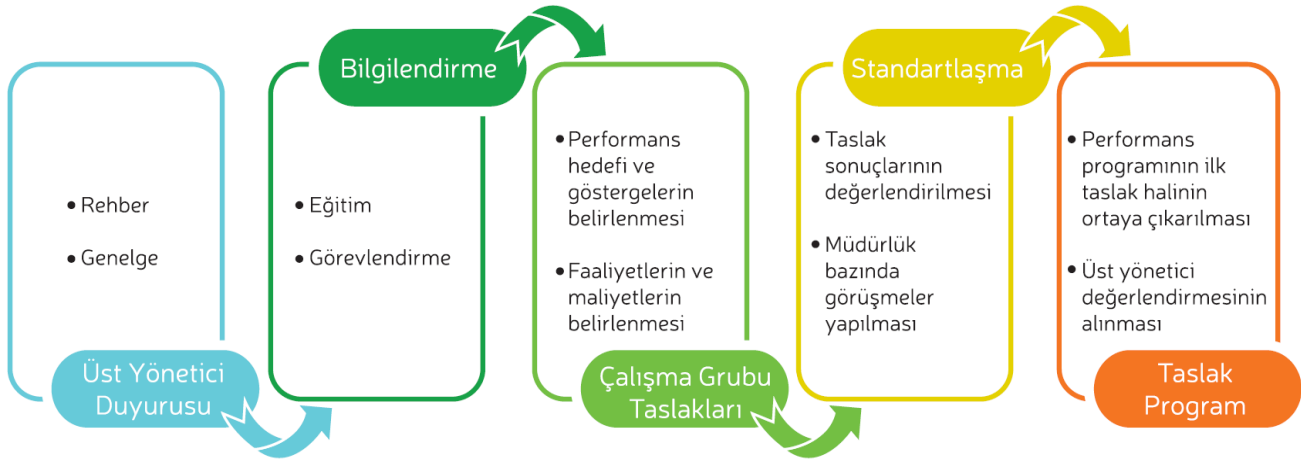 • Rehber
• Genelge
Üst Yönetici
Duyurusu
Bilgilendirme
• Eğitim
• Görevlendirme
• Performans
hedefi ve
göstergelerin
belirlenmesi
• Faaliyetlerin ve
maliyetlerin
belirlenmesi
Çalışma Grubu
Taslakları
Standartlaşma
• Taslak
sonuçlarının
değerlendirilmesi
• Müdürlük
bazında
görüşmeler
yapılması
• Performans
programının ilk
taslak halinin
ortaya çıkarılması
• Üst yönetici
değerlendirmesinin
alınması
Taslak
Program